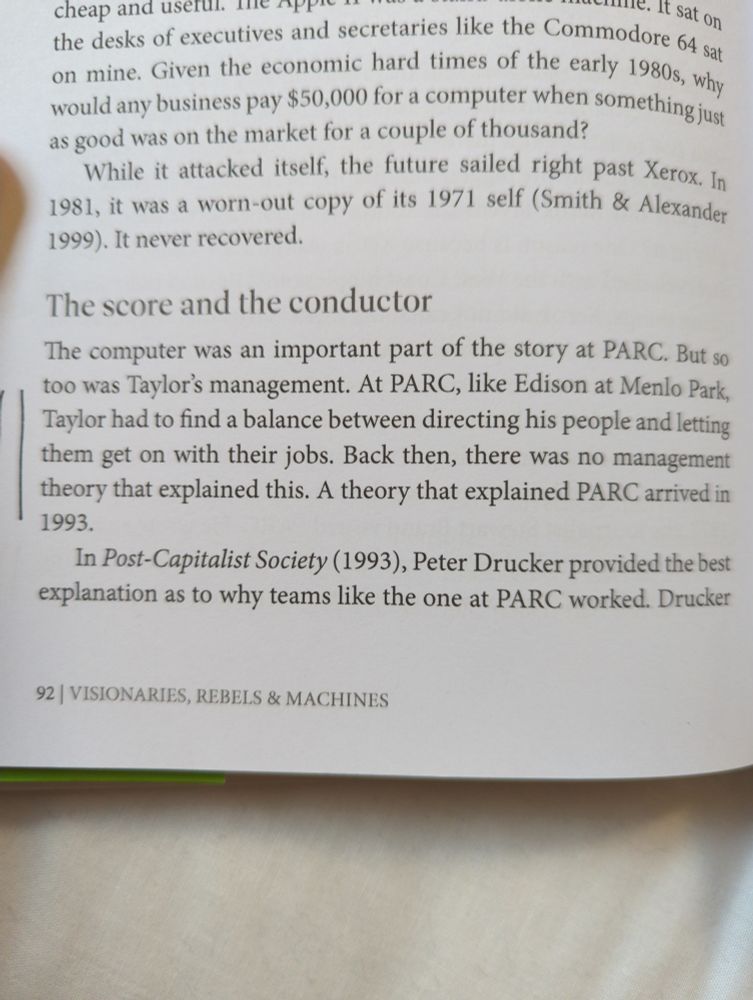 cheap and useful. The Apple II was a machine. It sat on
the desks of executives and secretaries like the Commodore 64 sat
on mine. Given the economic hard times of the early 1980s, why
would any business pay $50,000 for a computer when something just
as good was on the market for a couple of thousand?
While it attacked itself, the future sailed right past Xerox. In
1981, it was a worn-out copy of its 1971 self (Smith & Alexander
1999). It never recovered.
The score and the conductor
The computer was an important part of the story at PARC. But so
too was Taylor's management. At PARC, like Edison at Menlo Park,
Taylor had to find a balance between directing his people and letting
them get on with their jobs. Back then, there was no management
theory that explained this. A theory that explained PARC arrived in
1993.
In Post-Capitalist Society (1993), Peter Drucker provided the best
explanation as to why teams like the one at PARC worked. Drucker
92 | VISIONARIES, REBELS & MACHINES